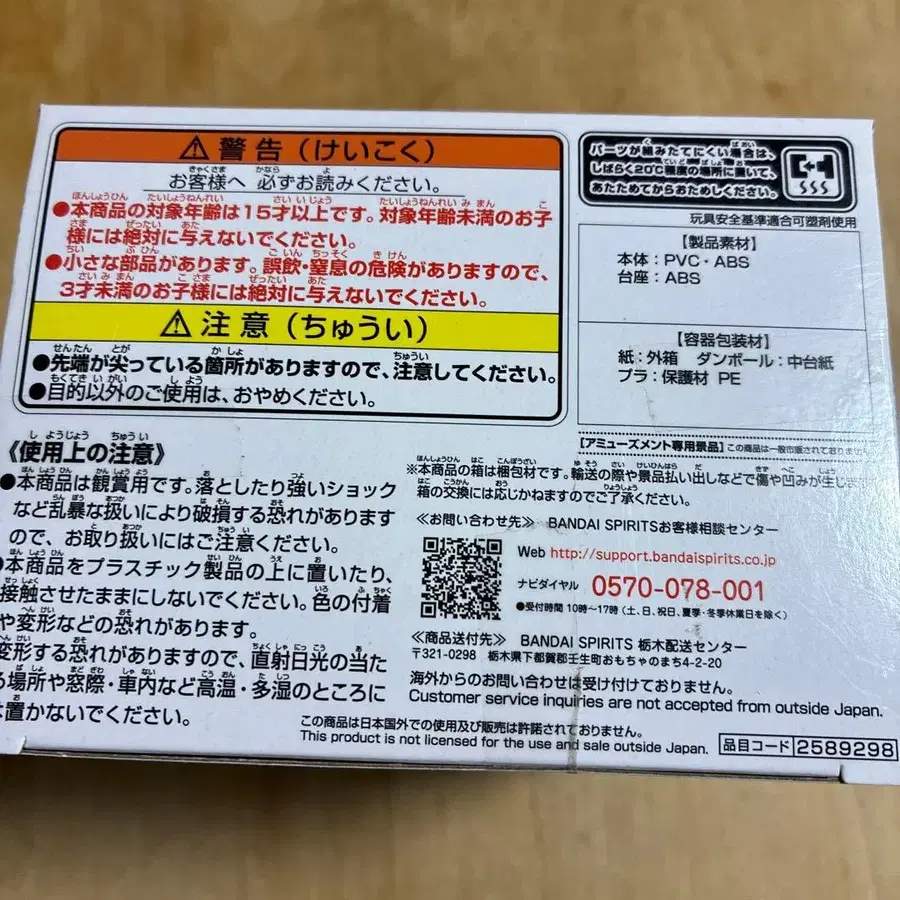 ⚠警告（けいこく）
お客様へ 必ずお読みください。
●本商品の対象年齢は15才以上です。対象年齢未満のお子
様には絶対に与えないでください。
●小さな部品があります。誤飲・窒息の危険がありますので、
3才未満のお子様には絶対に与えないでください。
⚠注意（ちゅうい）
●先端が尖っている箇所がありますので、注意してください。
●目的以外のご使用は、おやめください。
《使用上の注意》
●本商品は観賞用です。落としたり強いショック
など乱暴な扱いにより破損する恐れがあります
ので、お取り扱いにはご注意ください。
●本商品をプラスチック製品の上に置いたり、
接触させたままにしないでください。色の付着
や変形などの恐れがあります。
変形する恐れがありますので、直射日光の当た
る場所や窓際・車内など高温・多湿のところに
は置かないでください。
パーツが組みたてにくい場合は、
しばらく20℃程度の場所に置いて、
あたためてからおためしください。
玩具安全基準適合可塑剤使用
【製品素材】
本体：PVC・ABS
台座：ABS
【容器包装材】
紙：外箱 ダンボール：中台紙
プラ：保護材 PE
【アミューズメント専用景品】この商品は一般市販されておりません。
※本商品の箱は梱包材です。輸送の際や景品払い出しなどで傷や凹みが生じます
箱の交換には応じかねますのでご了承ください。
≪お問い合わせ先≫ BANDAI SPIRITSお客様相談センター
Web http://support.bandaispirits.co.jp
ナビダイヤル 0570-078-001
●受付時間 10時～17時（土、日、祝日、夏季・冬季休業日を除く）
≪商品送付先≫ BANDAI SPIRITS 栃木配送センター
〒321-0298 栃木県下都賀郡壬生町おもちゃのまち4-2-20
海外からのお問い合わせは受け付けておりません。
Customer service inquiries are not accepted from outside Japan.
この商品は日本国外での使用及び販売は許諾されておりません。
This product is not licensed for the use and sale outside Japan.
品目コード 2589298